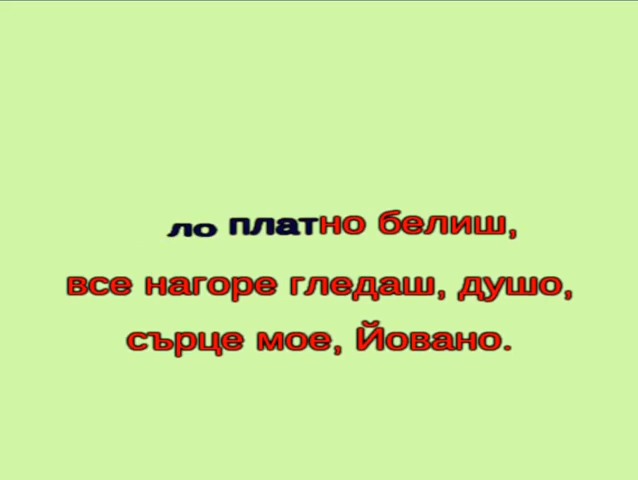 ло платно белиш,
все нагоре гледаш, душо,
сърце мое, Йовано.